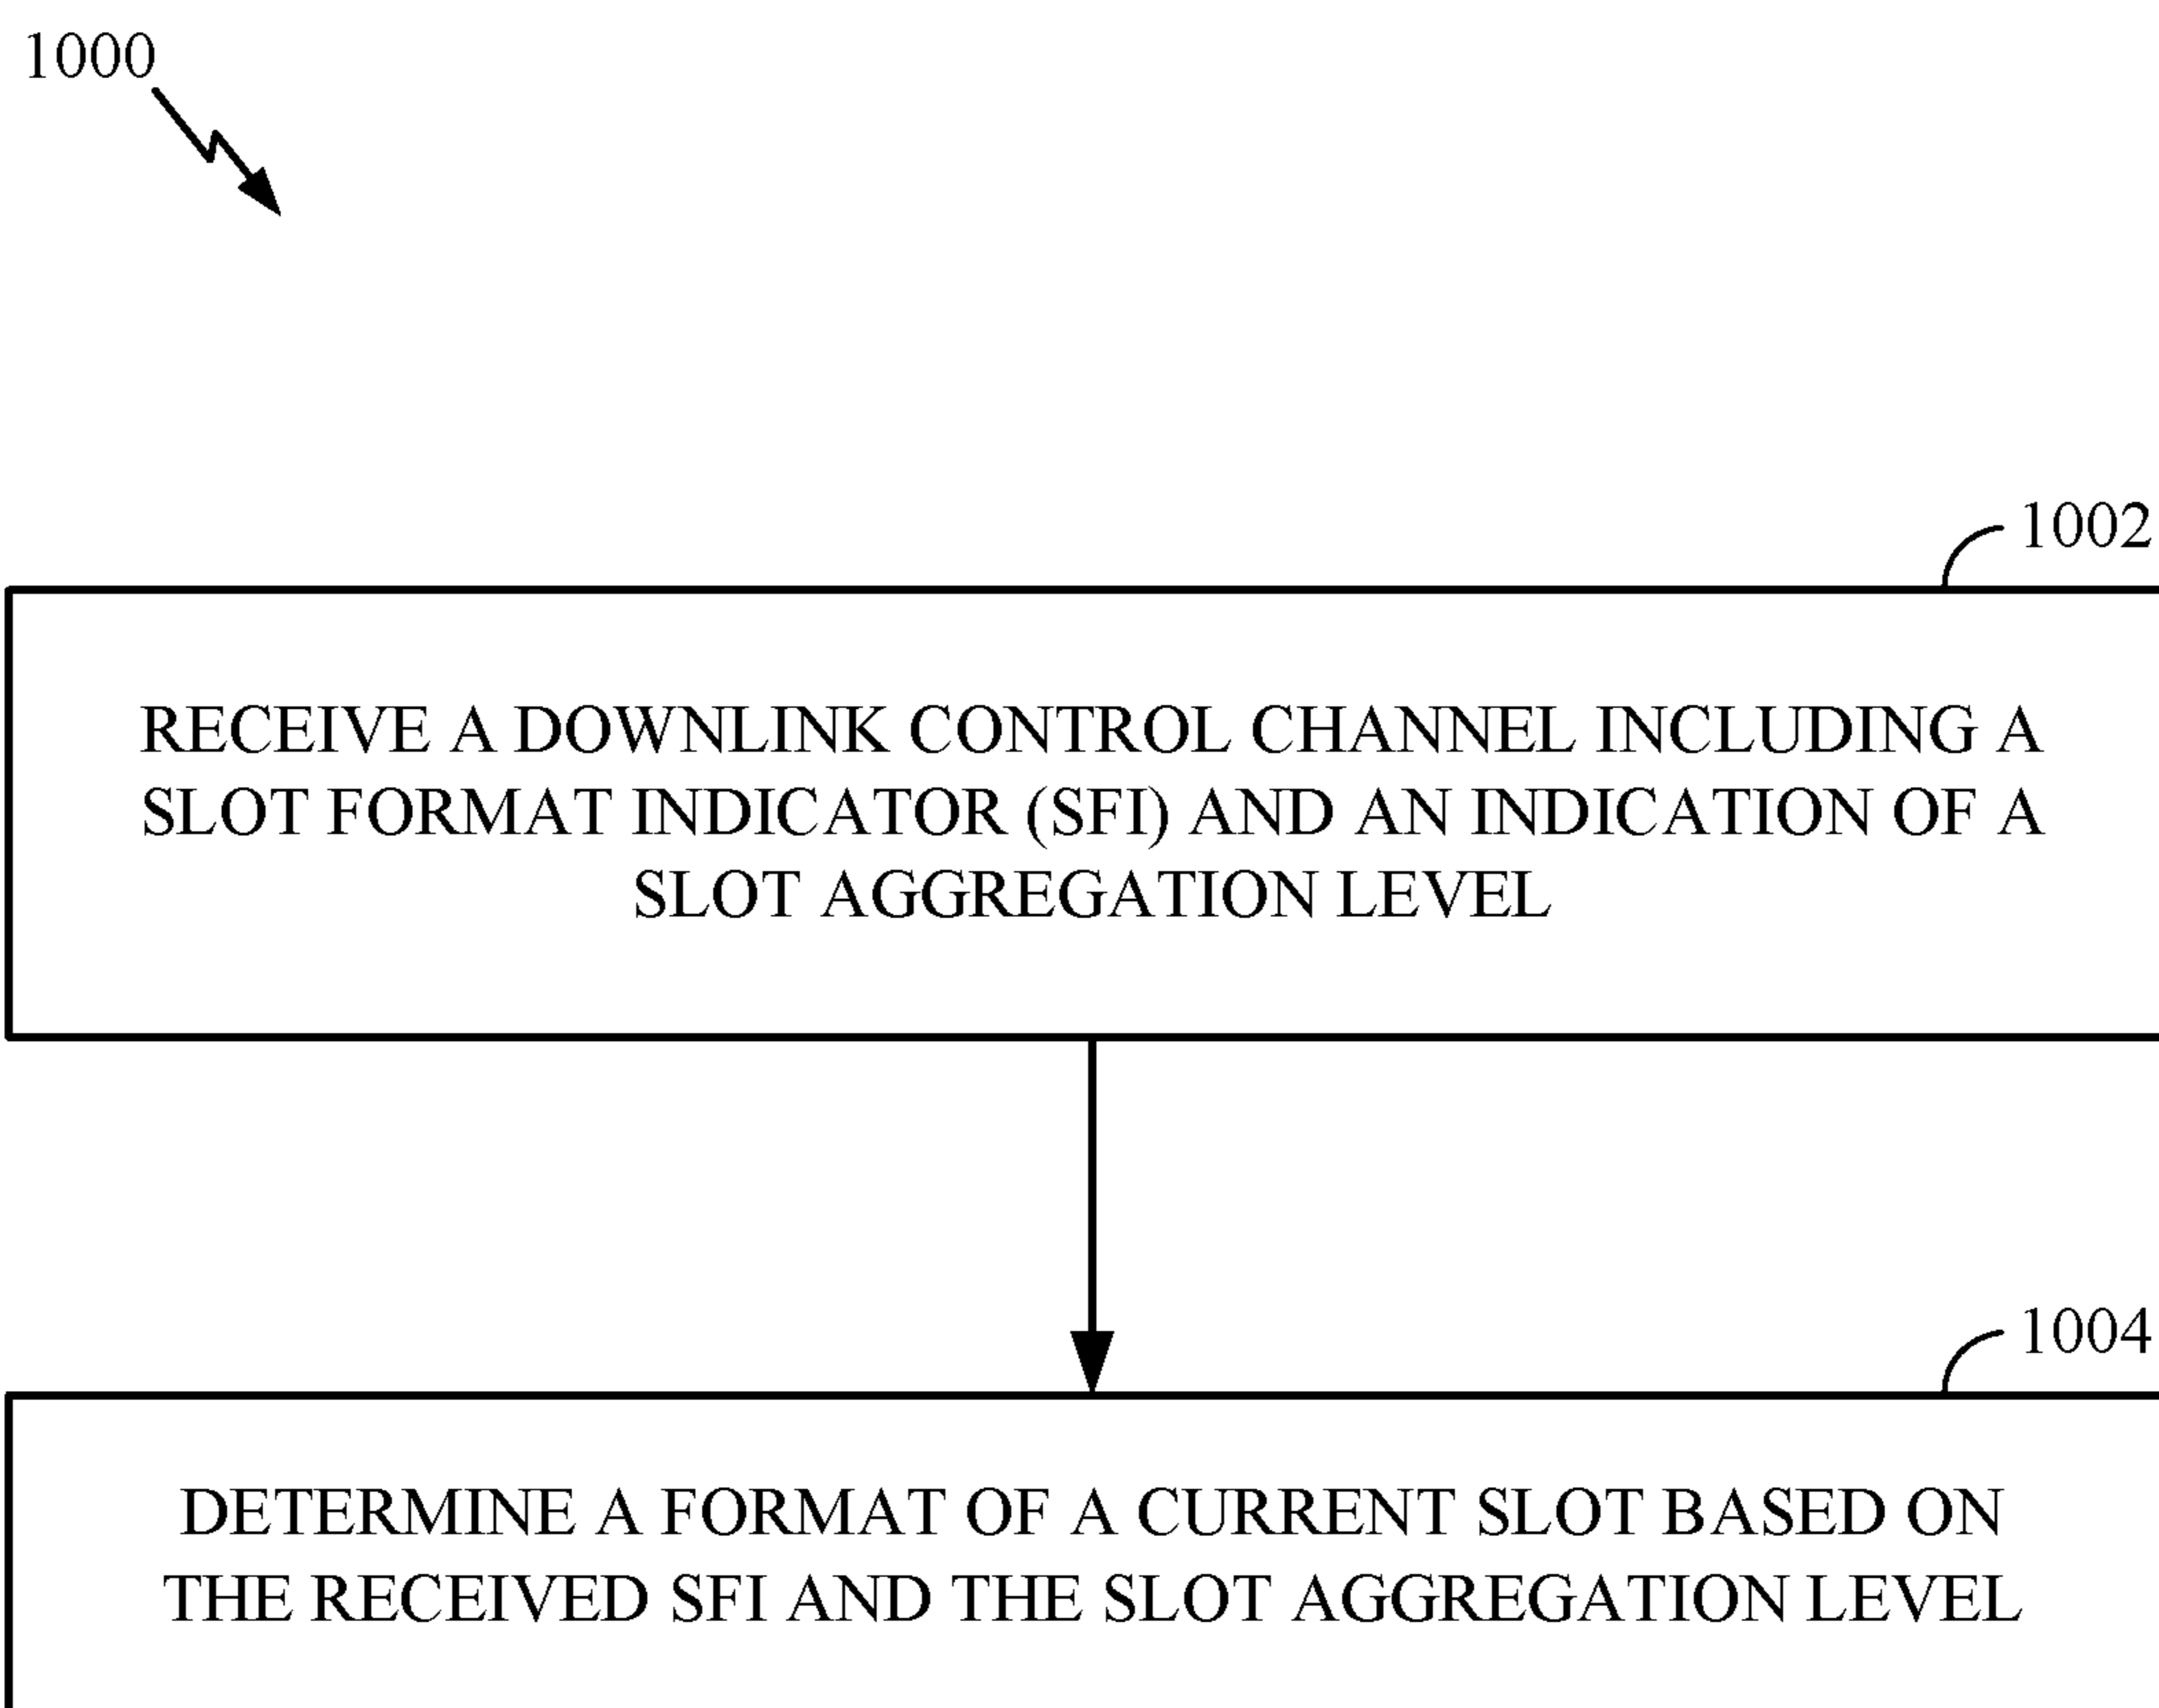 1000
1002
RECEIVE A DOWNLINK CONTROL CHANNEL INCLUDING A
SLOT FORMAT INDICATOR (SFI) AND AN INDICATION OF A
SLOT AGGREGATION LEVEL
1004
DETERMINE A FORMAT OF A CURRENT SLOT BASED ON
THE RECEIVED SFI AND THE SLOT AGGREGATION LEVEL